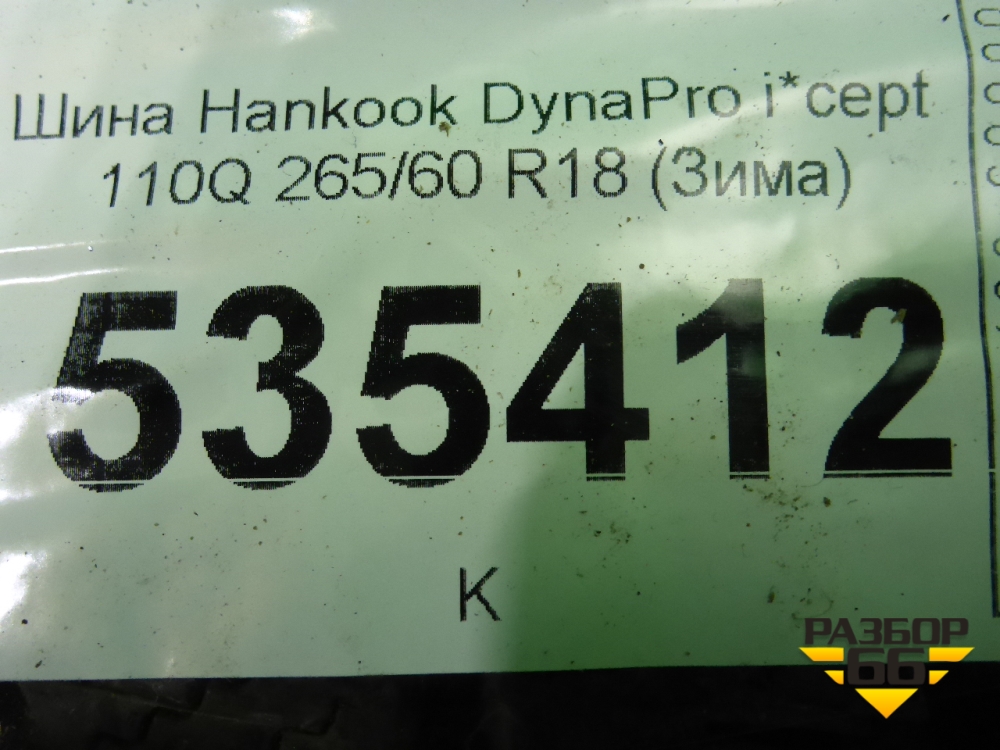 Шина Hankook DynaPro i*cept
110Q 265/60 R18 (Зима)
535412
К
РАЗБОР
66